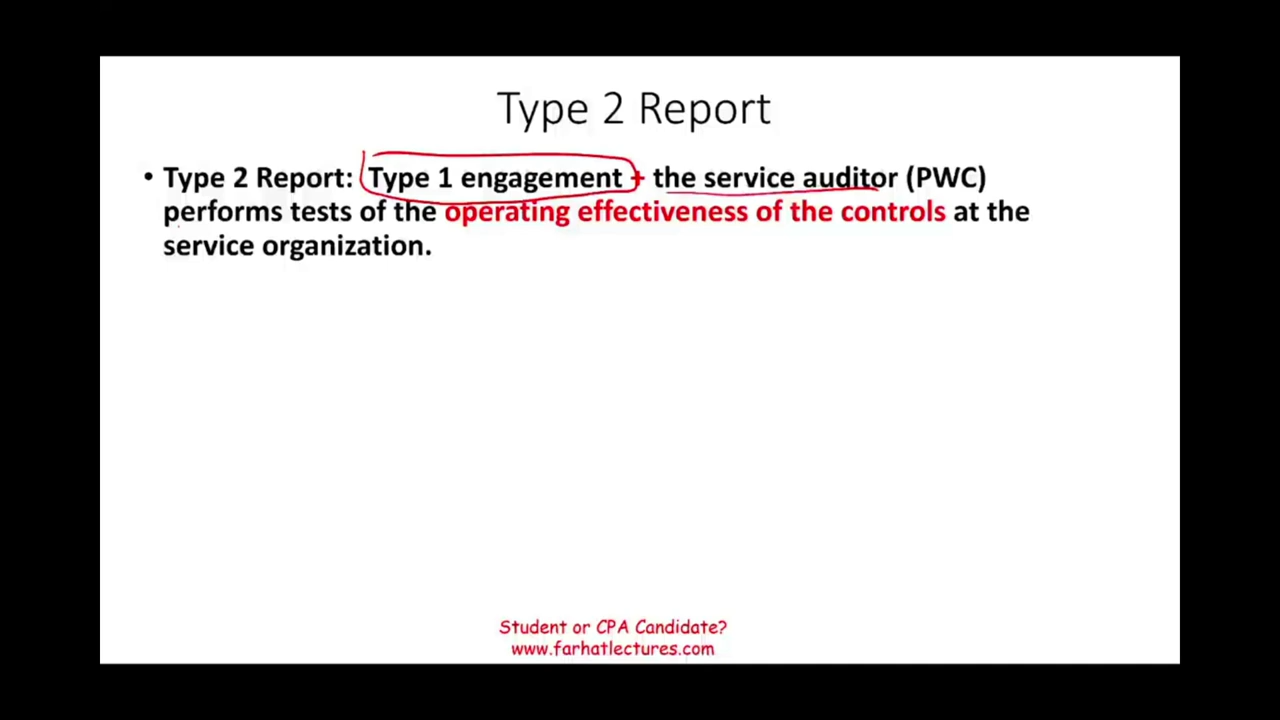 Type 2 Report
• Type 2 Report: Type 1 engagement + the service auditor (PWC)
performs tests of the operating effectiveness of the controls at the
service organization.
Student or CPA Candidate?
www.farhatlectures.com